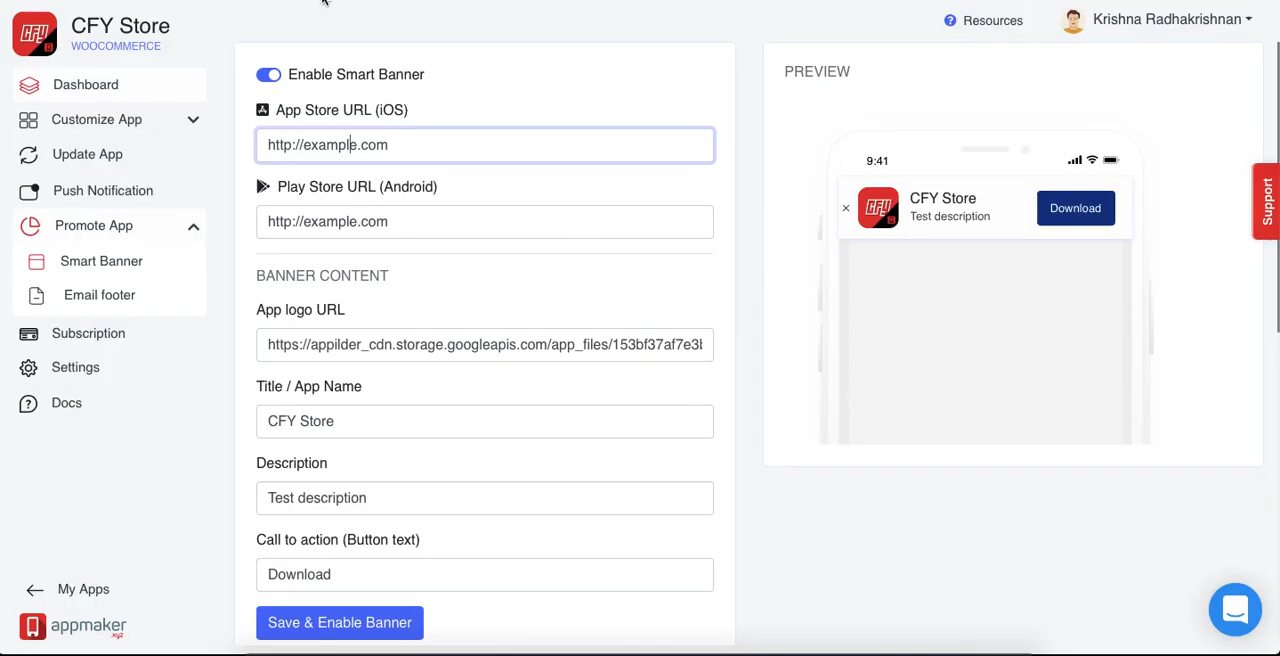 CFY Store
WOOCOMMERCE
Dashboard
Customize App
Update App
Push Notification
Promote App
Smart Banner
Email footer
Subscription
Settings
Docs
My Apps
appmaker
.xyz
Resources
Krishna Radhakrishnan
Enable Smart Banner
App Store URL (iOS)
http://example.com
Play Store URL (Android)
http://example.com
BANNER CONTENT
App logo URL
https://appilder_cdn.storage.googleapis.com/app_files/153bf37af7e3b
Title / App Name
CFY Store
Description
Test description
Call to action (Button text)
Download
Save & Enable Banner
PREVIEW
9:41
CFY Store
Test description
Download
Support